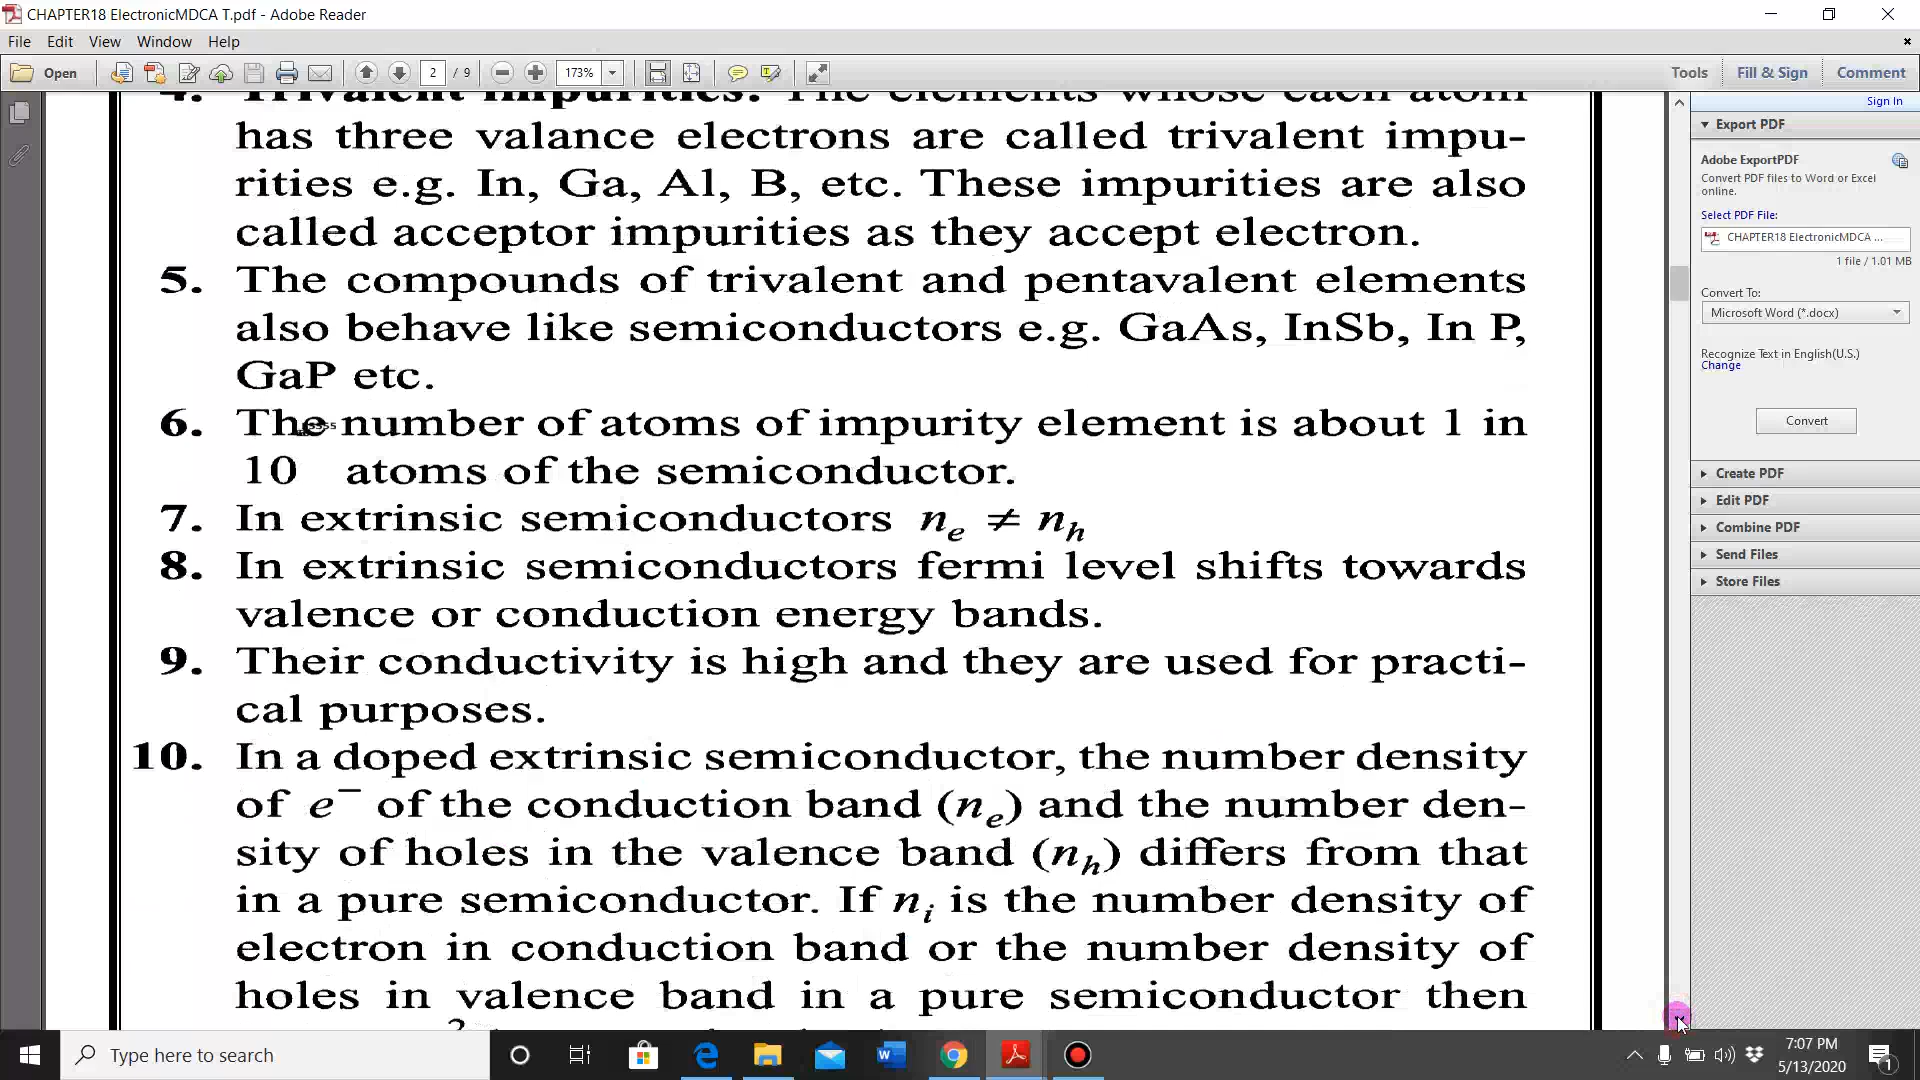 CHAPTER18 ElectronicMDCA T.pdf - Adobe Reader
File Edit View Window Help
Open 2 / 9 173% Tools Fill & Sign Comment
Sign In
Export PDF
Adobe ExportPDF
Convert PDF files to Word or Excel
online.
Select PDF File:
CHAPTER18 ElectronicMDCA ...
1 file / 1.01 MB
Convert To:
Microsoft Word (*.docx)
Recognize Text in English(U.S.)
Change
Convert
Create PDF
Edit PDF
Combine PDF
Send Files
Store Files
4. Trivalent impurities: The elements whose each atom
has three valance electrons are called trivalent impu-
rities e.g. In, Ga, Al, B, etc. These impurities are also
called acceptor impurities as they accept electron.
5. The compounds of trivalent and pentavalent elements
also behave like semiconductors e.g. GaAs, InSb, In P,
GaP etc.
6. The number of atoms of impurity element is about 1 in
10 atoms of the semiconductor.
7. In extrinsic semiconductors nₑ ≠ nₕ
8. In extrinsic semiconductors fermi level shifts towards
valence or conduction energy bands.
9. Their conductivity is high and they are used for practi-
cal purposes.
10. In a doped extrinsic semiconductor, the number density
of e⁻ of the conduction band (nₑ) and the number den-
sity of holes in the valence band (nₕ) differs from that
in a pure semiconductor. If nᵢ is the number density of
electron in conduction band or the number density of
holes in valence band in a pure semiconductor then
Type here to search
7:07 PM
5/13/2020
1